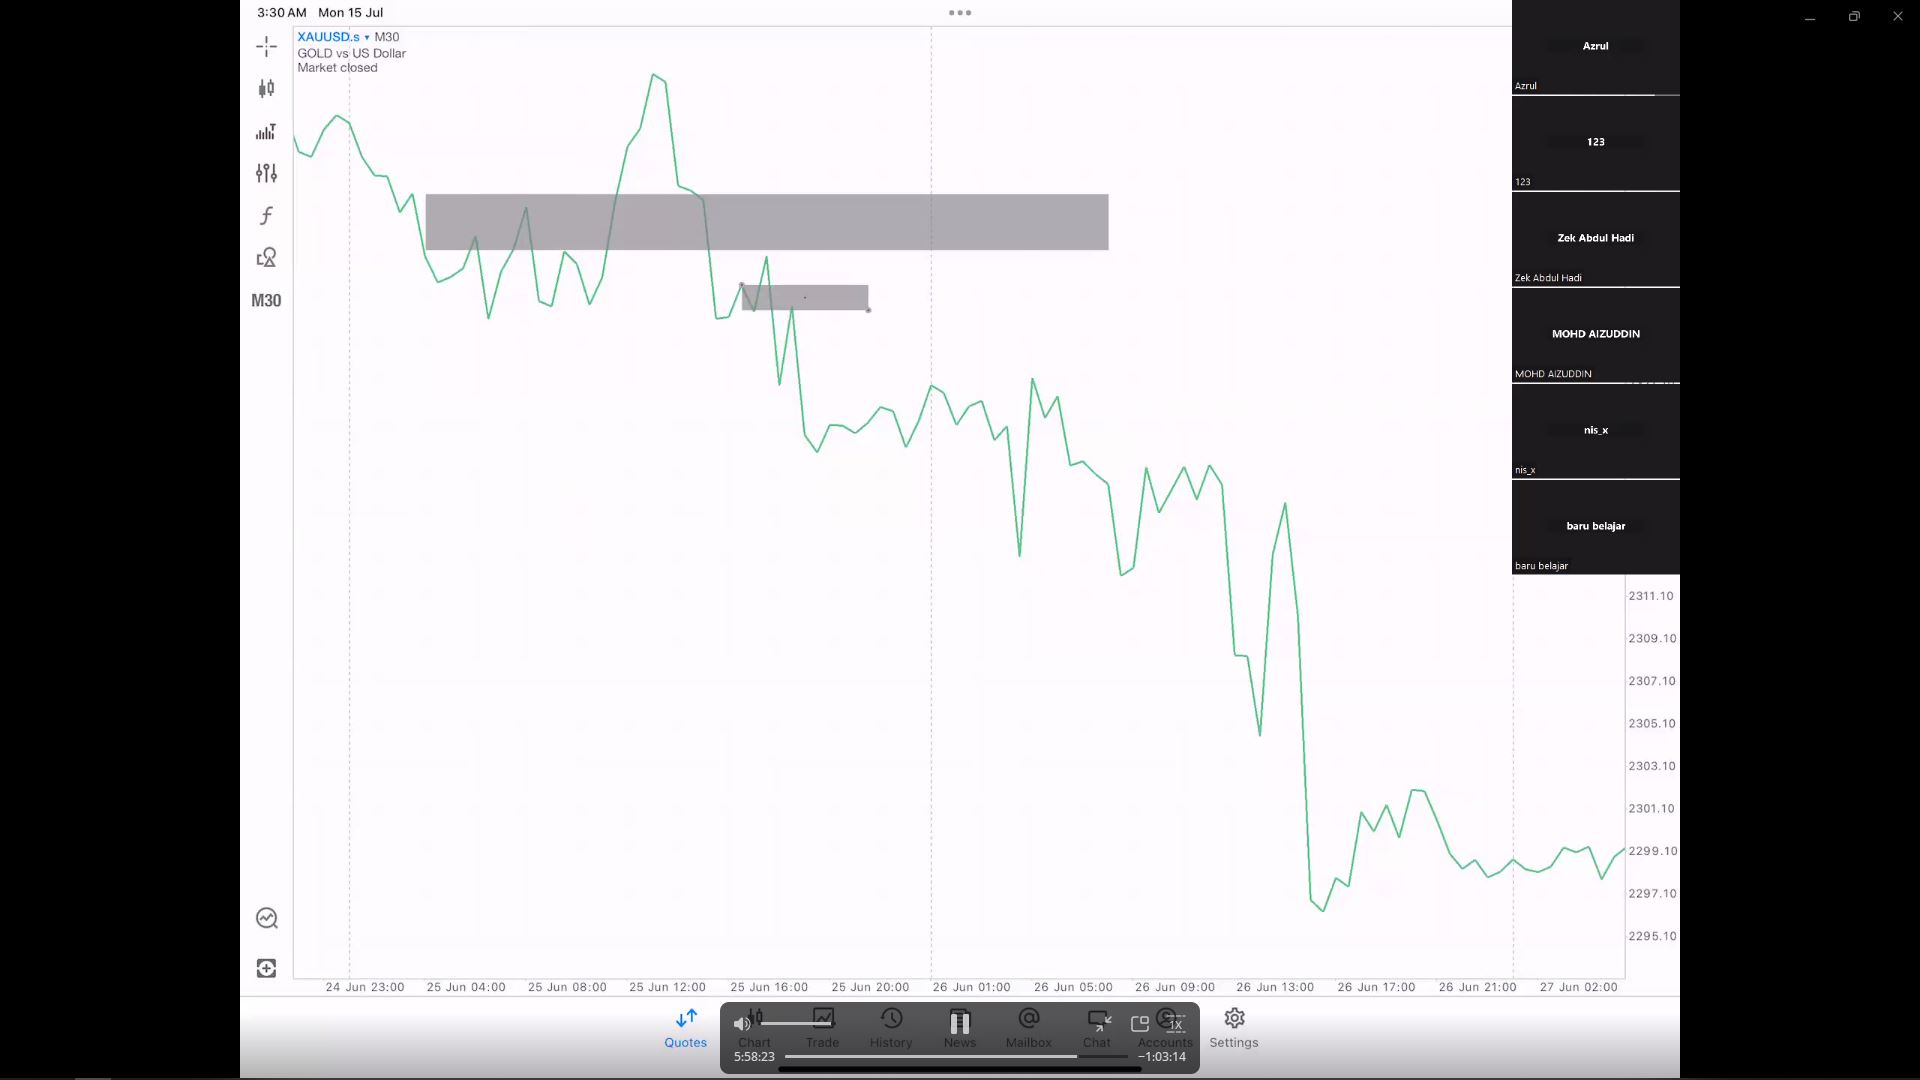 3:30 AM Mon 15 Jul
XAUUSD.s ▾ M30
GOLD vs US Dollar
Market closed
M30
Azrul
Azrul
123
123
Zek Abdul Hadi
Zek Abdul Hadi
MOHD AIZUDDIN
MOHD AIZUDDIN
nis_x
nis_x
baru belajar
baru belajar
2311.10
2309.10
2307.10
2305.10
2303.10
2301.10
2299.10
2297.10
2295.10
24 Jun 23:00 25 Jun 04:00 25 Jun 08:00 25 Jun 12:00 25 Jun 16:00 25 Jun 20:00 26 Jun 01:00 26 Jun 05:00 26 Jun 09:00 26 Jun 13:00 26 Jun 17:00 26 Jun 21:00 27 Jun 02:00
1x
Quotes Chart Trade History News Mailbox Chat Accounts Settings
5:58:23 −1:03:14